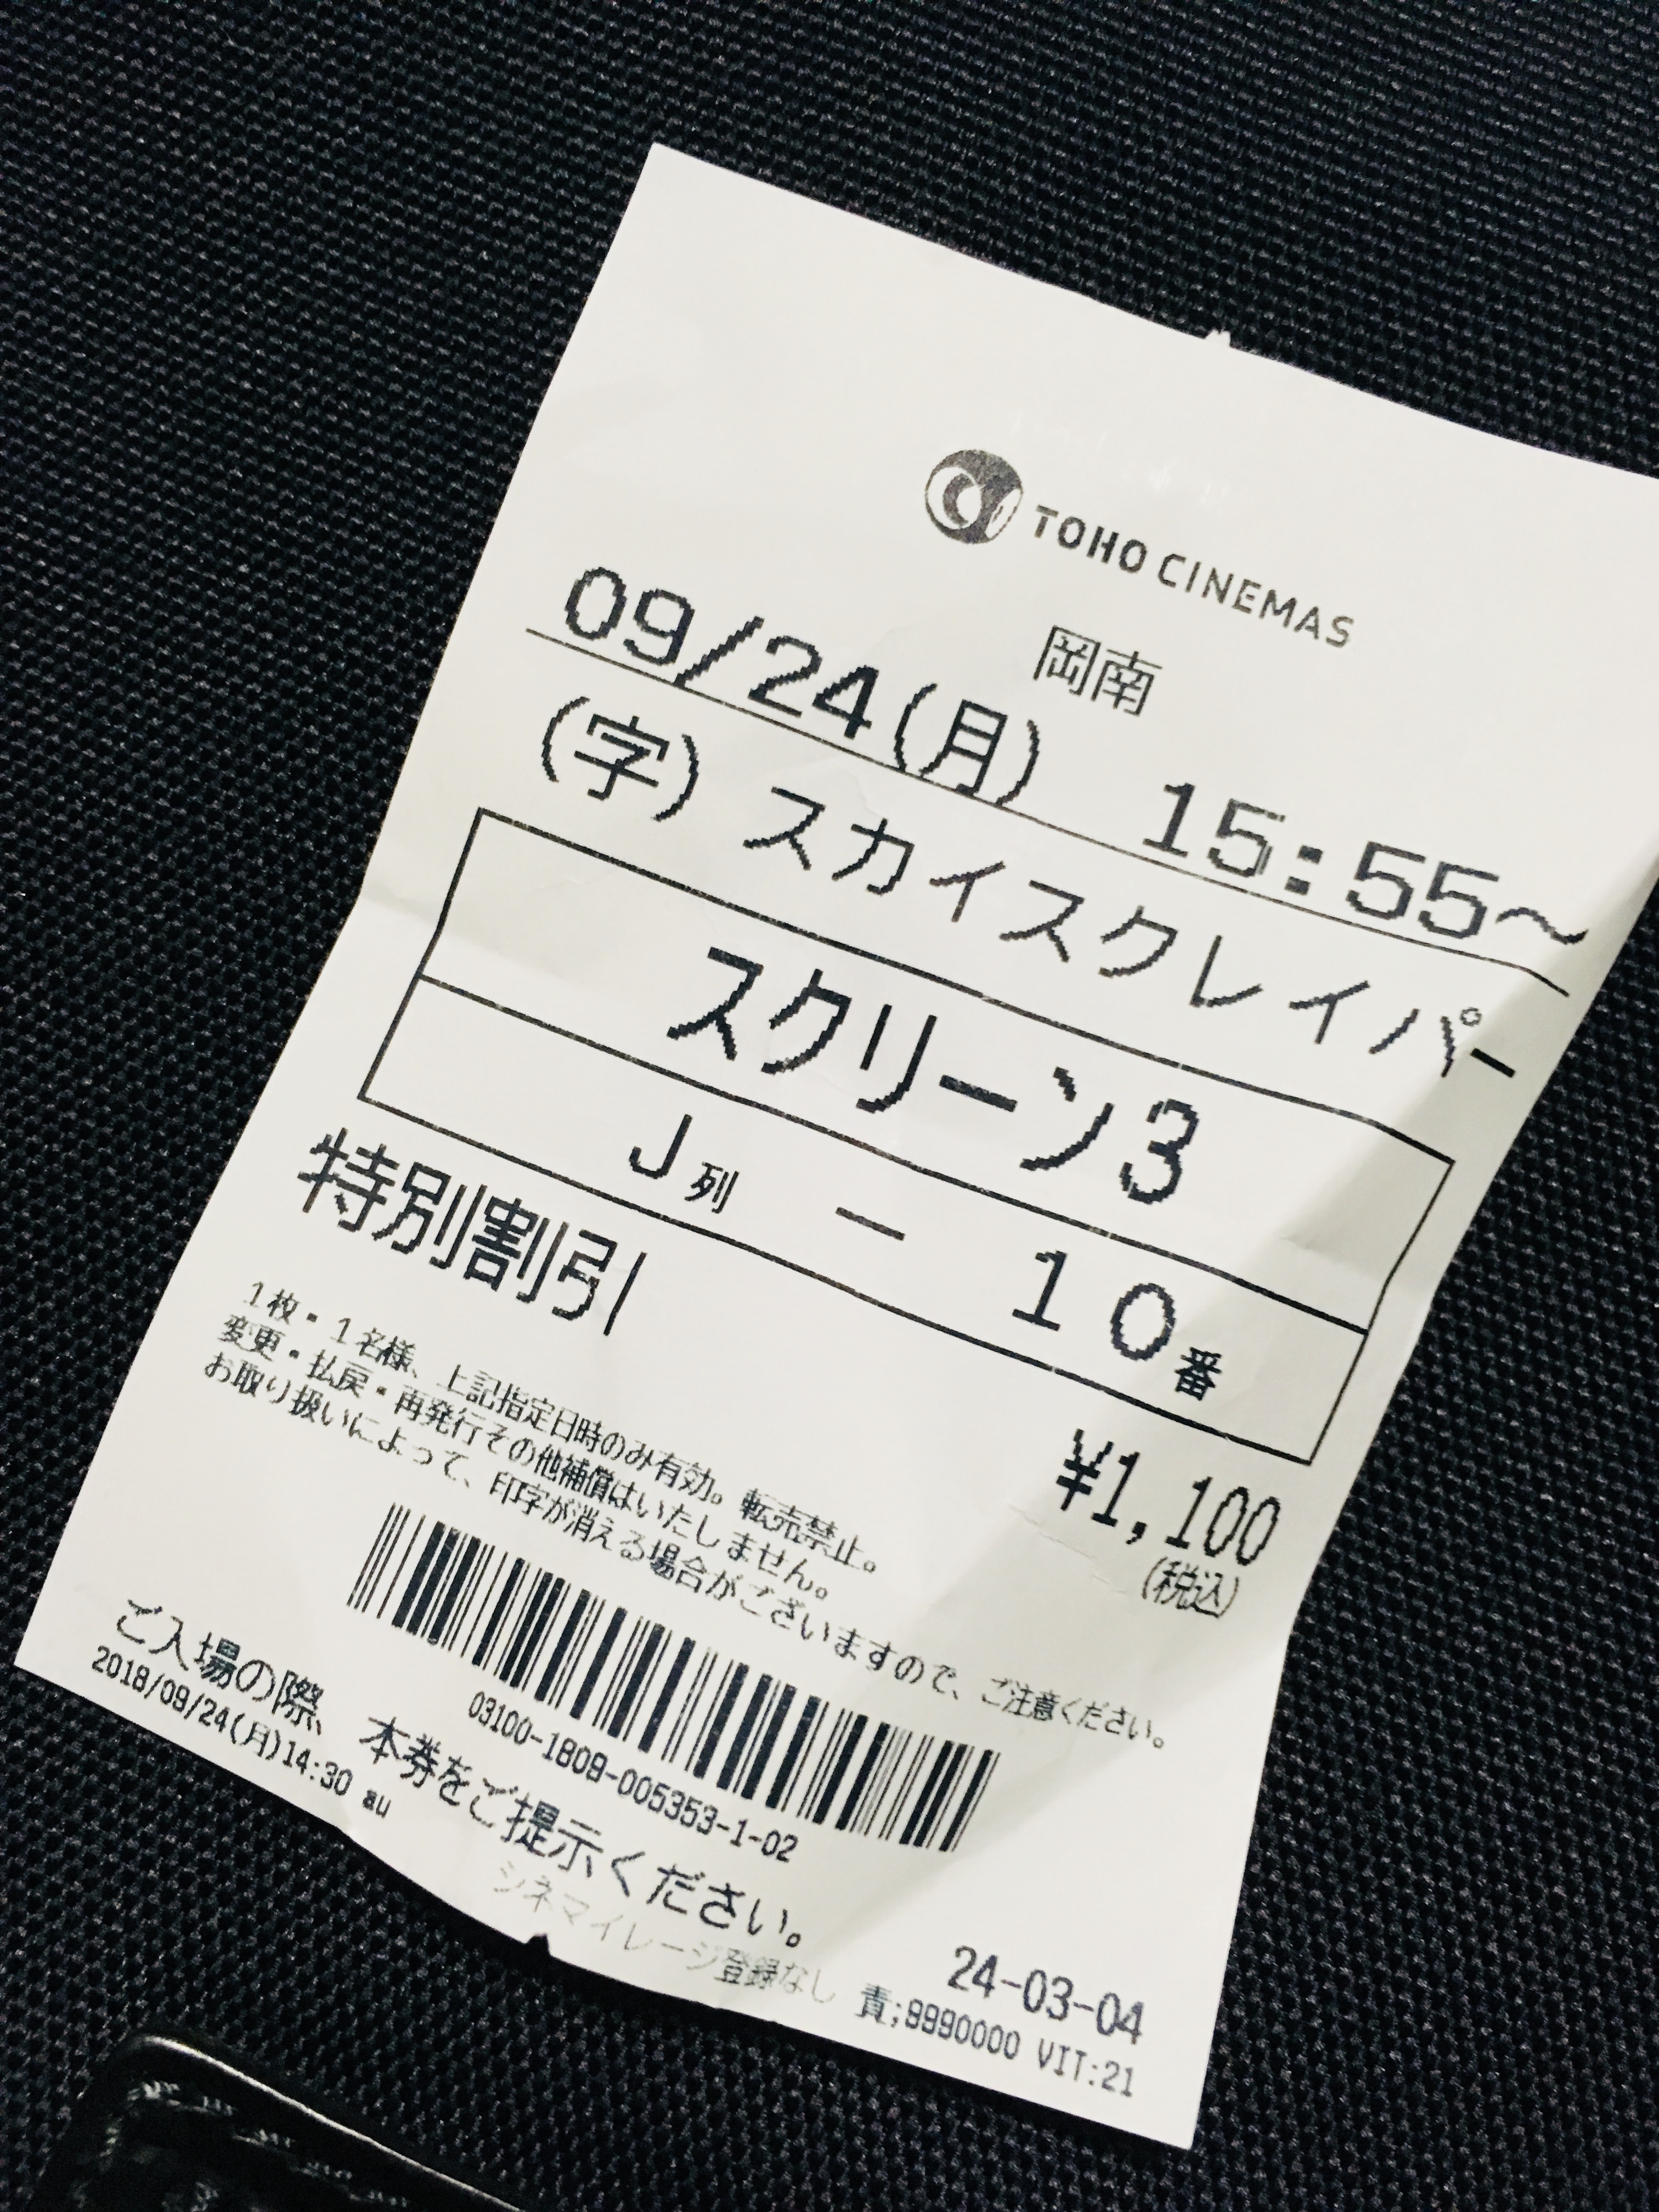 TOHO CINEMAS
岡南
09/24(月) 15:55～
(字)スカイスクレイパー
スクリーン3
J列 － 10番
特別割引
¥1,100
(税込)
1枚・1名様、上記指定日時のみ有効。転売禁止。
変更・払戻・再発行その他補償はいたしません。
お取り扱いによって、印字が消える場合がございますので、ご注意ください。
03100-1809-005353-1-02
ご入場の際、本券をご提示ください。
2018/09/24(月)14:30 au
24-03-04
シネマイレージ登録なし 責;9990000 VIT:21